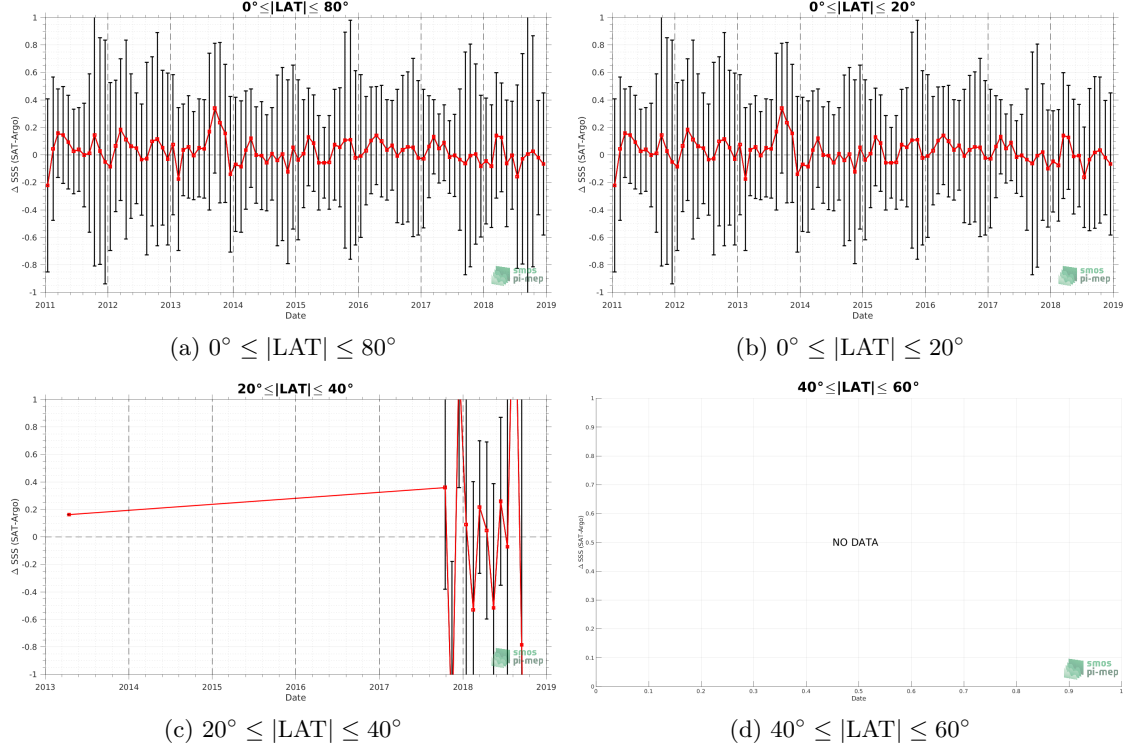 0°≤|LAT|≤ 80°
1
0.8
0.6
0.4
0.2
0
-0.2
-0.4
-0.6
-0.8
-1
Δ SSS (SAT-Argo)
2011 2012 2013 2014 2015 2016 2017 2018 2019
Date
smos
pi-mep
(a) 0° ≤ |LAT| ≤ 80°
0°≤|LAT|≤ 20°
1
0.8
0.6
0.4
0.2
0
-0.2
-0.4
-0.6
-0.8
-1
Δ SSS (SAT-Argo)
2011 2012 2013 2014 2015 2016 2017 2018 2019
Date
smos
pi-mep
(b) 0° ≤ |LAT| ≤ 20°
20°≤|LAT|≤ 40°
1
0.8
0.6
0.4
0.2
0
-0.2
-0.4
-0.6
-0.8
-1
Δ SSS (SAT-Argo)
2013 2014 2015 2016 2017 2018 2019
Date
smos
pi-mep
(c) 20° ≤ |LAT| ≤ 40°
40°≤|LAT|≤ 60°
1
0.9
0.8
0.7
0.6
0.5
0.4
0.3
0.2
0.1
0
Δ SSS (SAT-Argo)
NO DATA
0 0.1 0.2 0.3 0.4 0.5 0.6 0.7 0.8 0.9 1
Date
smos
pi-mep
(d) 40° ≤ |LAT| ≤ 60°